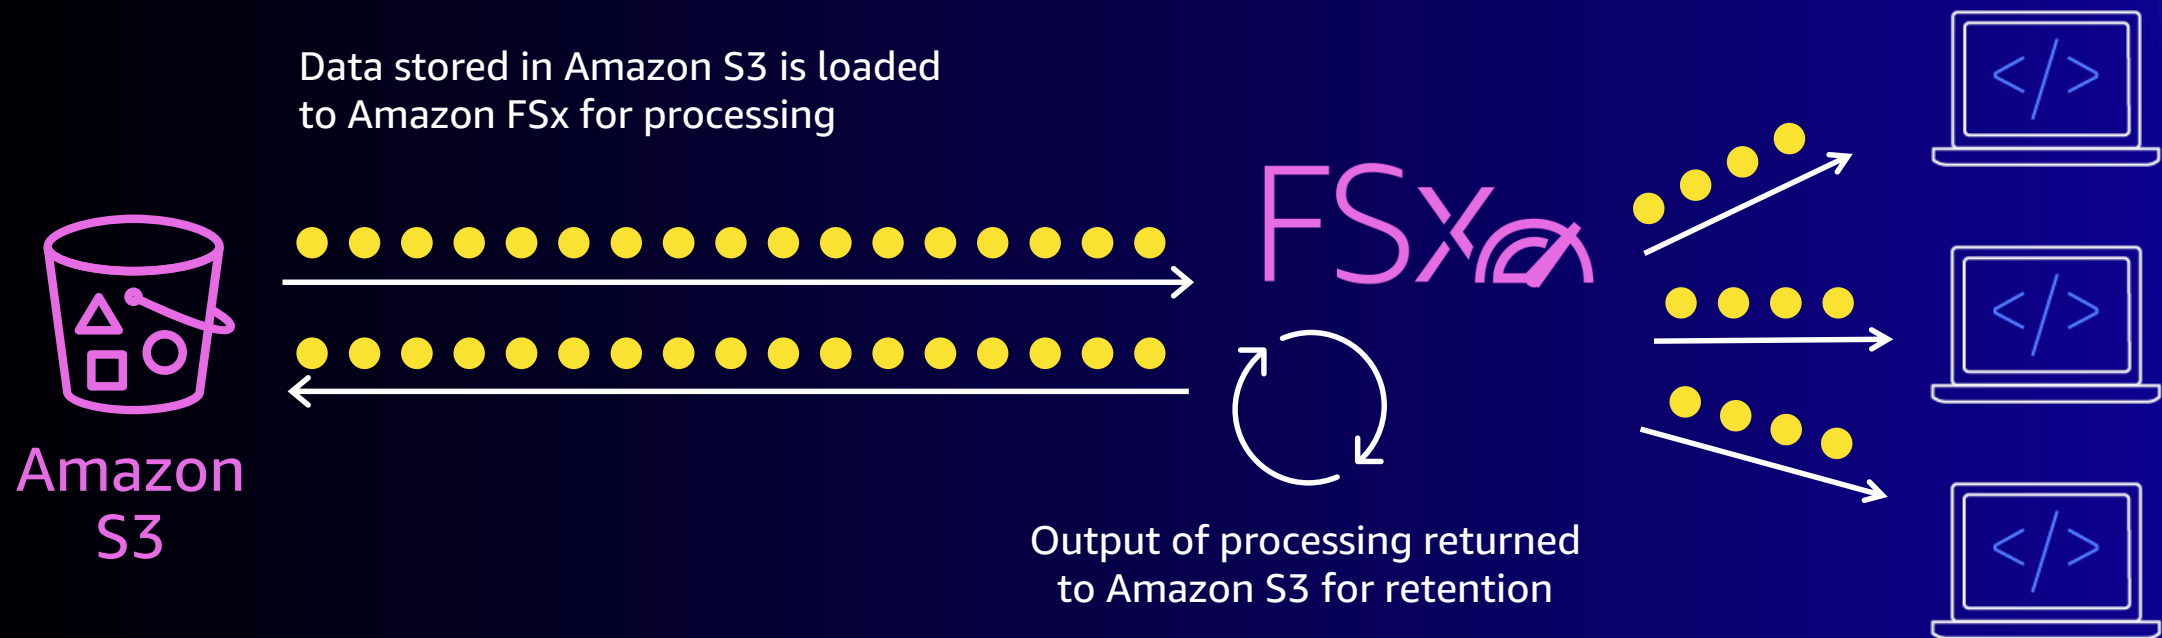 Data stored in Amazon S3 is loaded
to Amazon FSx for processing
FSx
</>
</>
</>
Amazon
S3
Output of processing returned
to Amazon S3 for retention